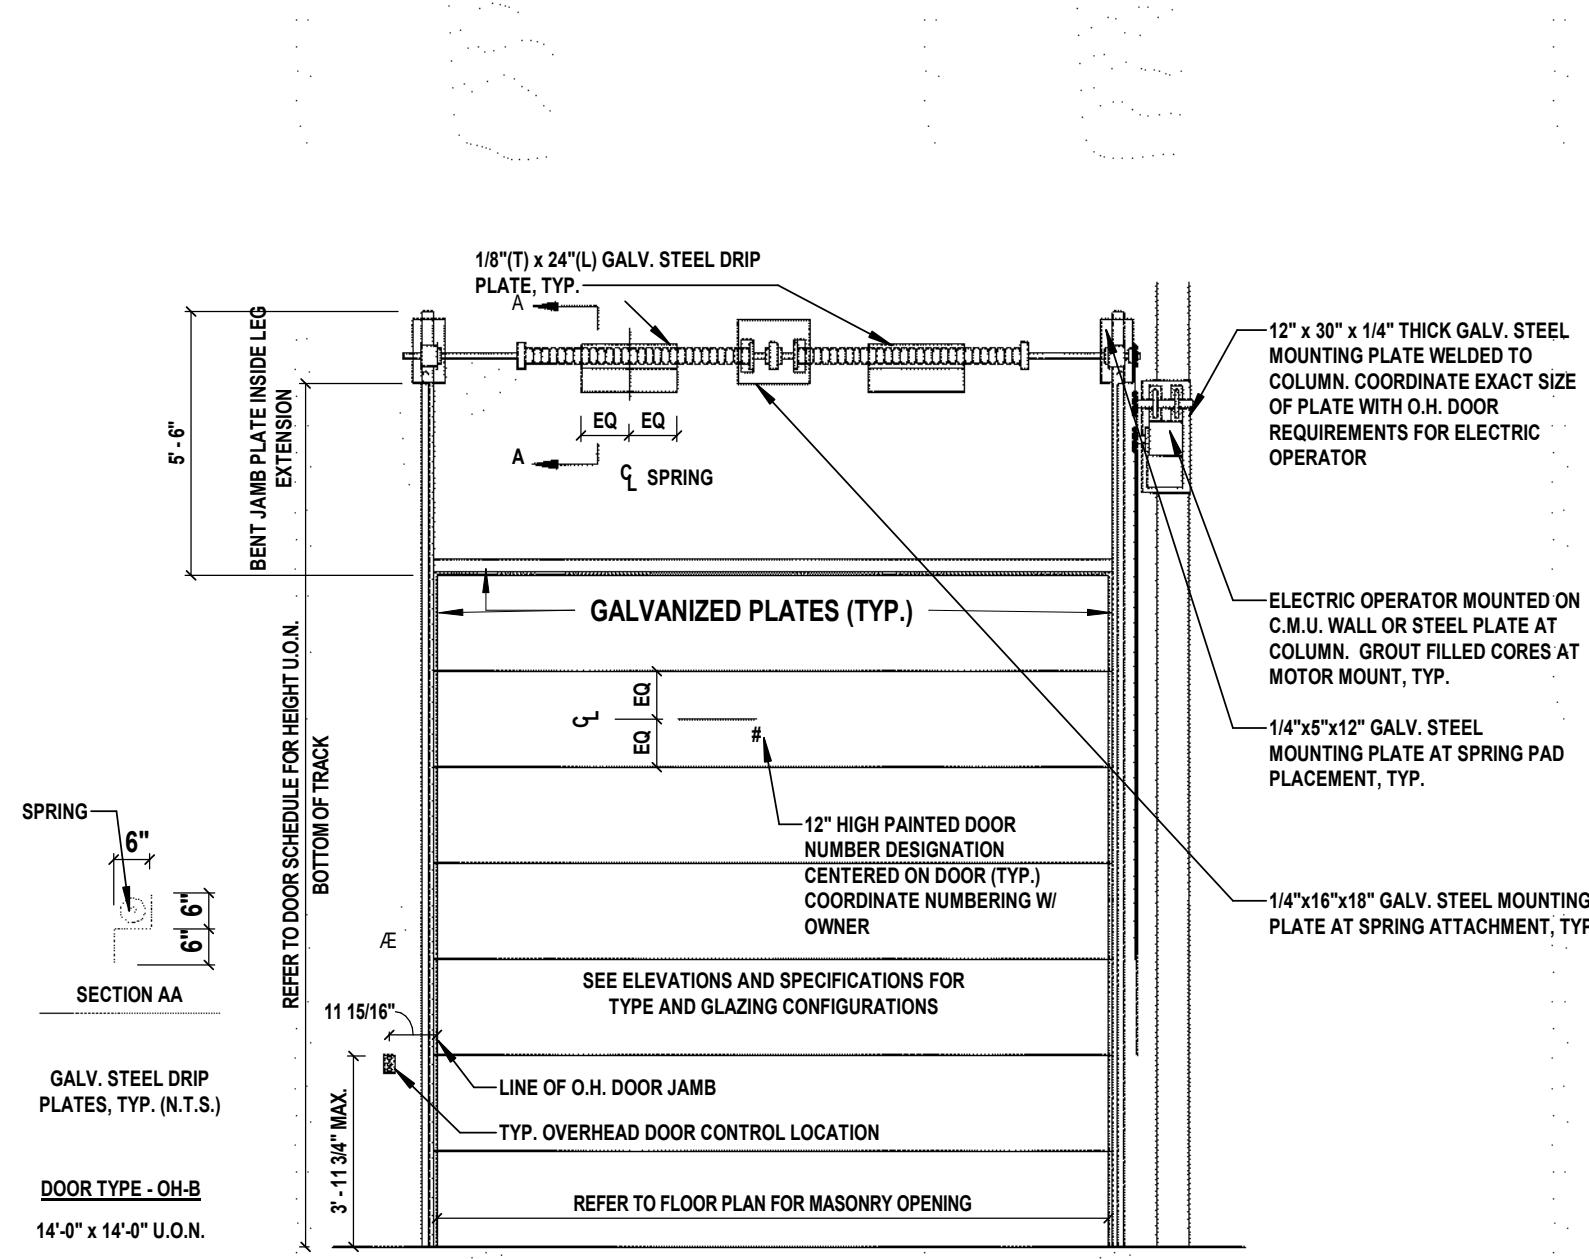 1/8"(T) x 24"(L) GALV. STEEL DRIP
PLATE, TYP.
A
5' - 6"
BENT JAMB PLATE INSIDE LEG
EXTENSION
EQ
EQ
A
CL SPRING
12" x 30" x 1/4" THICK GALV. STEEL
MOUNTING PLATE WELDED TO
COLUMN. COORDINATE EXACT SIZE
OF PLATE WITH O.H. DOOR
REQUIREMENTS FOR ELECTRIC
OPERATOR
GALVANIZED PLATES (TYP.)
ELECTRIC OPERATOR MOUNTED ON
C.M.U. WALL OR STEEL PLATE AT
COLUMN. GROUT FILLED CORES AT
MOTOR MOUNT, TYP.
REFER TO DOOR SCHEDULE FOR HEIGHT U.O.N.
BOTTOM OF TRACK
CL
EQ
EQ
#
1/4"x5"x12" GALV. STEEL
MOUNTING PLATE AT SPRING PAD
PLACEMENT, TYP.
SPRING
6"
6"
6"
SECTION AA
12" HIGH PAINTED DOOR
NUMBER DESIGNATION
CENTERED ON DOOR (TYP.)
COORDINATE NUMBERING W/
OWNER
1/4"x16"x18" GALV. STEEL MOUNTING
PLATE AT SPRING ATTACHMENT, TYP
Æ
SEE ELEVATIONS AND SPECIFICATIONS FOR
TYPE AND GLAZING CONFIGURATIONS
11 15/16"
GALV. STEEL DRIP
PLATES, TYP. (N.T.S.)
LINE OF O.H. DOOR JAMB
TYP. OVERHEAD DOOR CONTROL LOCATION
3' - 11 3/4" MAX.
DOOR TYPE - OH-B
14'-0" x 14'-0" U.O.N.
REFER TO FLOOR PLAN FOR MASONRY OPENING